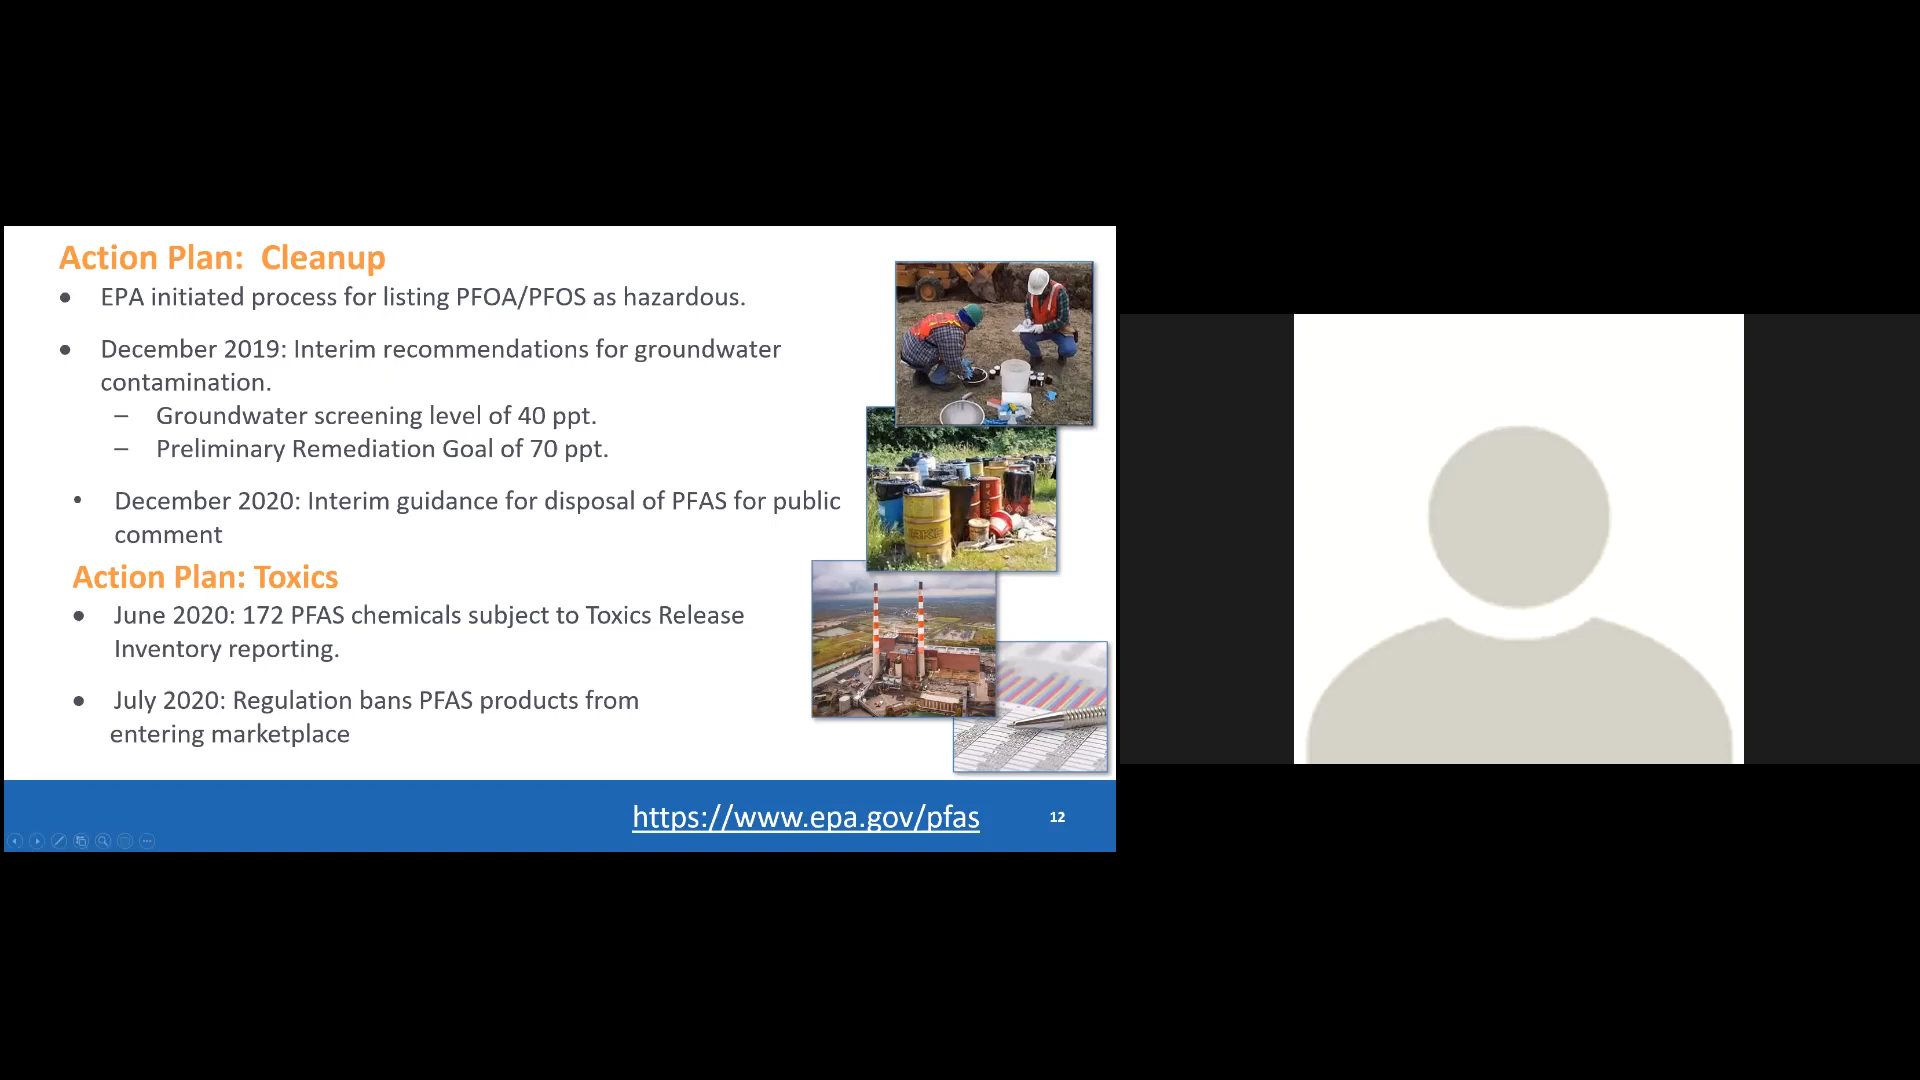 Action Plan:  Cleanup
● EPA initiated process for listing PFOA/PFOS as hazardous.
● December 2019: Interim recommendations for groundwater
contamination.
– Groundwater screening level of 40 ppt.
– Preliminary Remediation Goal of 70 ppt.
• December 2020: Interim guidance for disposal of PFAS for public
comment
Action Plan: Toxics
● June 2020: 172 PFAS chemicals subject to Toxics Release
Inventory reporting.
● July 2020: Regulation bans PFAS products from
entering marketplace
https://www.epa.gov/pfas
12